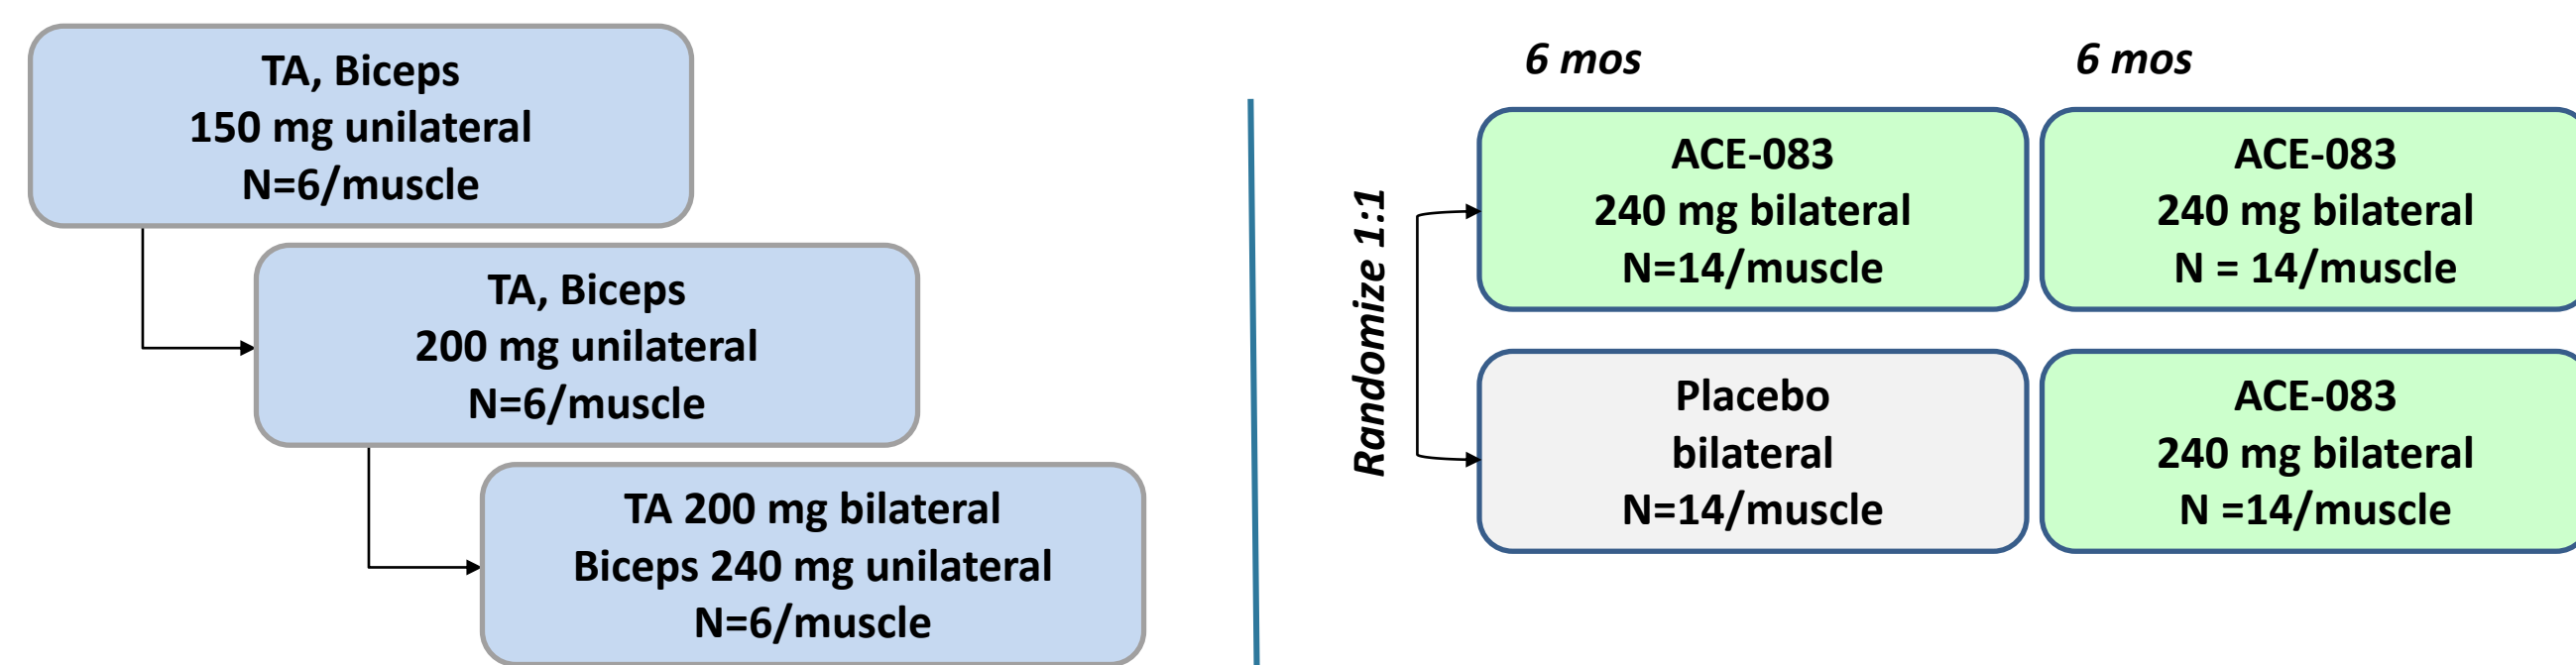 TA, Biceps
150 mg unilateral
N=6/muscle
TA, Biceps
200 mg unilateral
N=6/muscle
TA 200 mg bilateral
Biceps 240 mg unilateral
N=6/muscle
Randomize 1:1
6 mos
6 mos
ACE-083
240 mg bilateral
N=14/muscle
ACE-083
240 mg bilateral
N = 14/muscle
Placebo
bilateral
N=14/muscle
ACE-083
240 mg bilateral
N =14/muscle